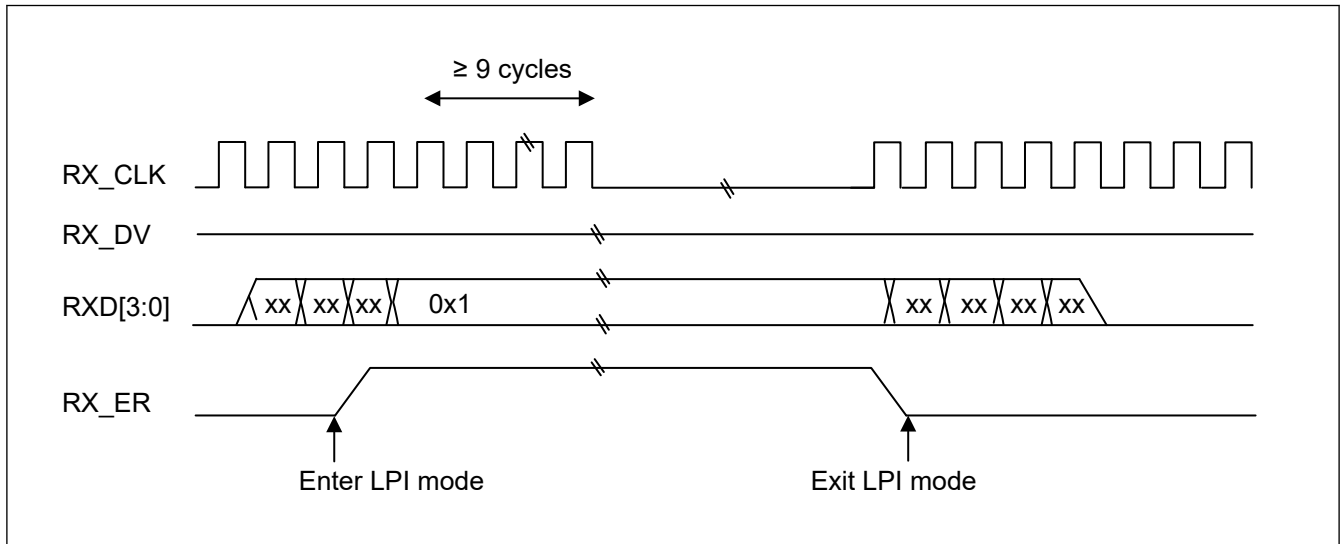 ≥ 9 cycles
RX_CLK
RX_DV
RXD[3:0] xx xx xx 0x1 xx xx xx xx
RX_ER
Enter LPI mode Exit LPI mode